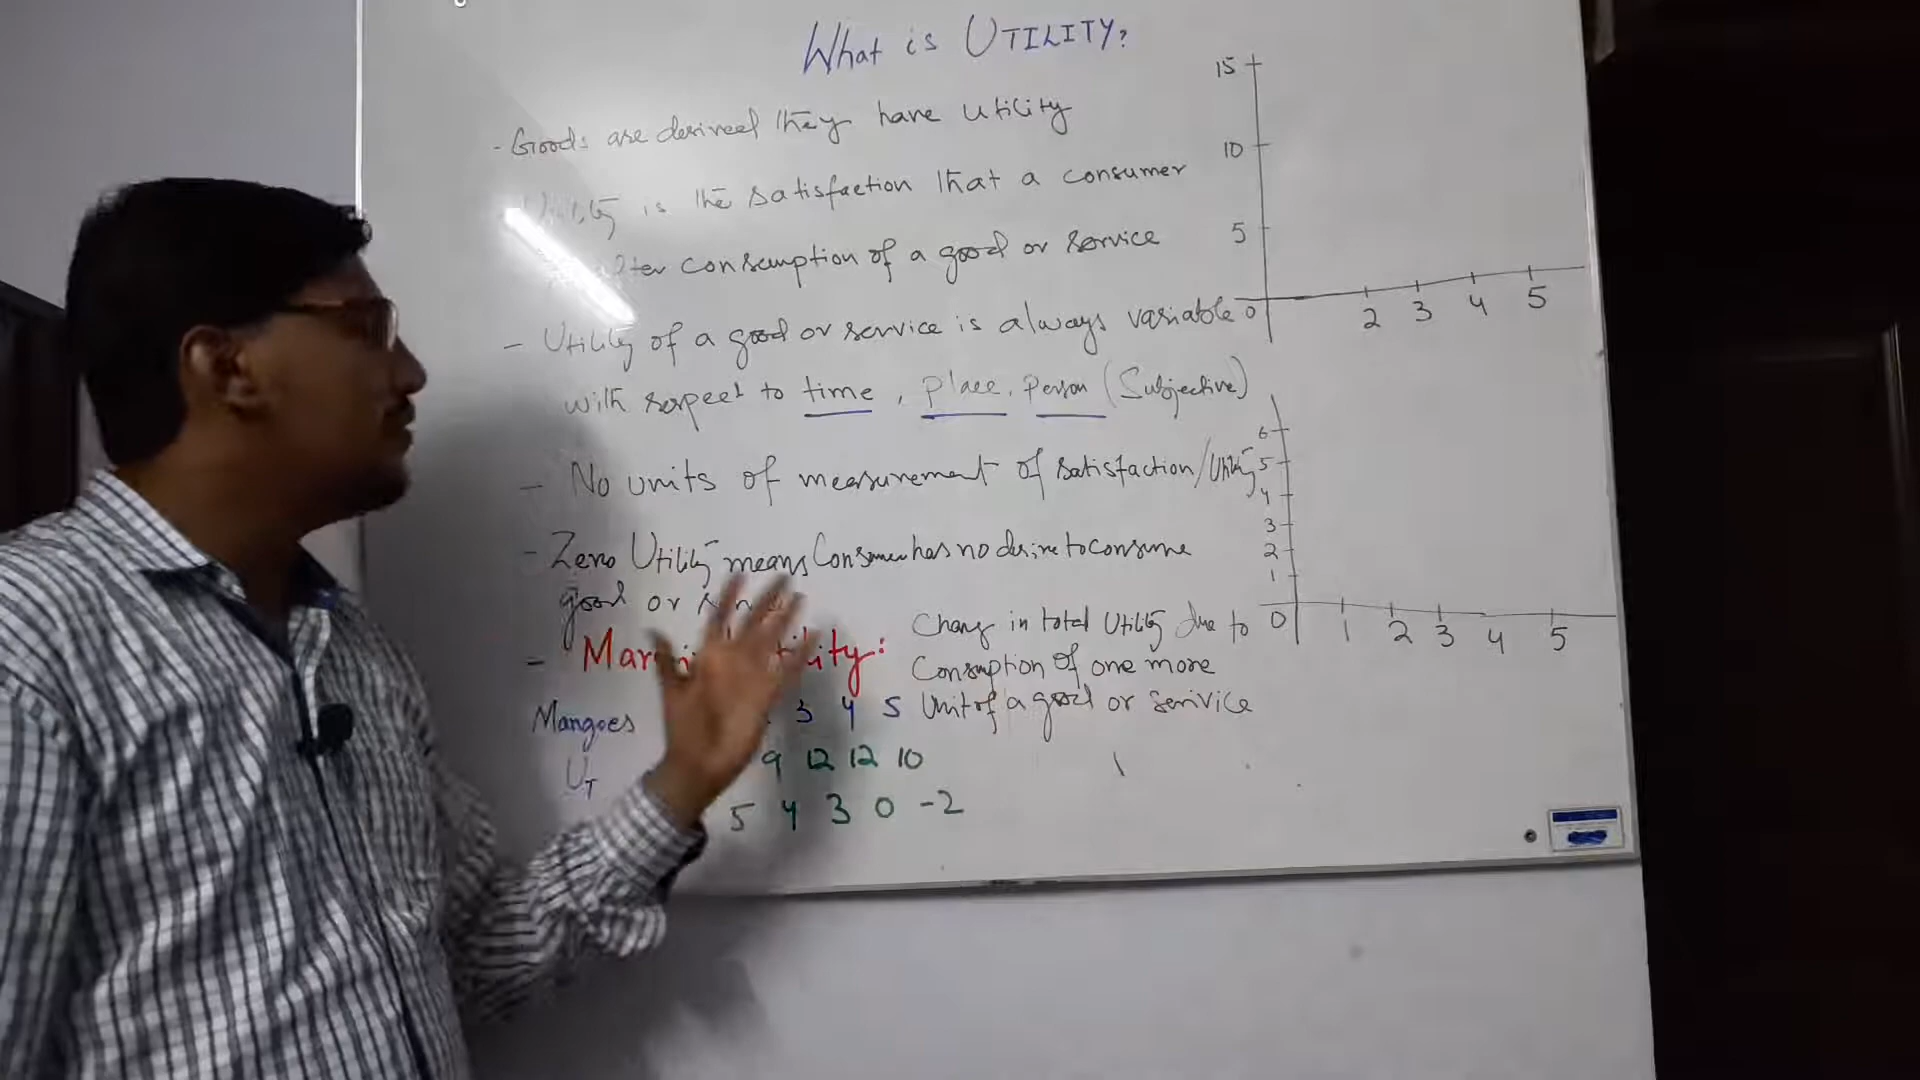 What is UTILITY?
- Goods are desired they have utility
is the satisfaction that a consumer
consumption of a good or service
- Utility of a good or service is always variable
with respect to time, place, person (Subjective)
- No units of measurement of satisfaction/Utility
- Zero Utility means Consumer has no desire to consume
good or
- Utility:
Chang in total Utility due to
Consumption of one more
Unit of a good or serivice
Mangoes 3 4 5
UT 9 12 12 10
5 4 3 0 -2
15
10
5
0 2 3 4 5
6
5
4
3
2
1
0 1 2 3 4 5